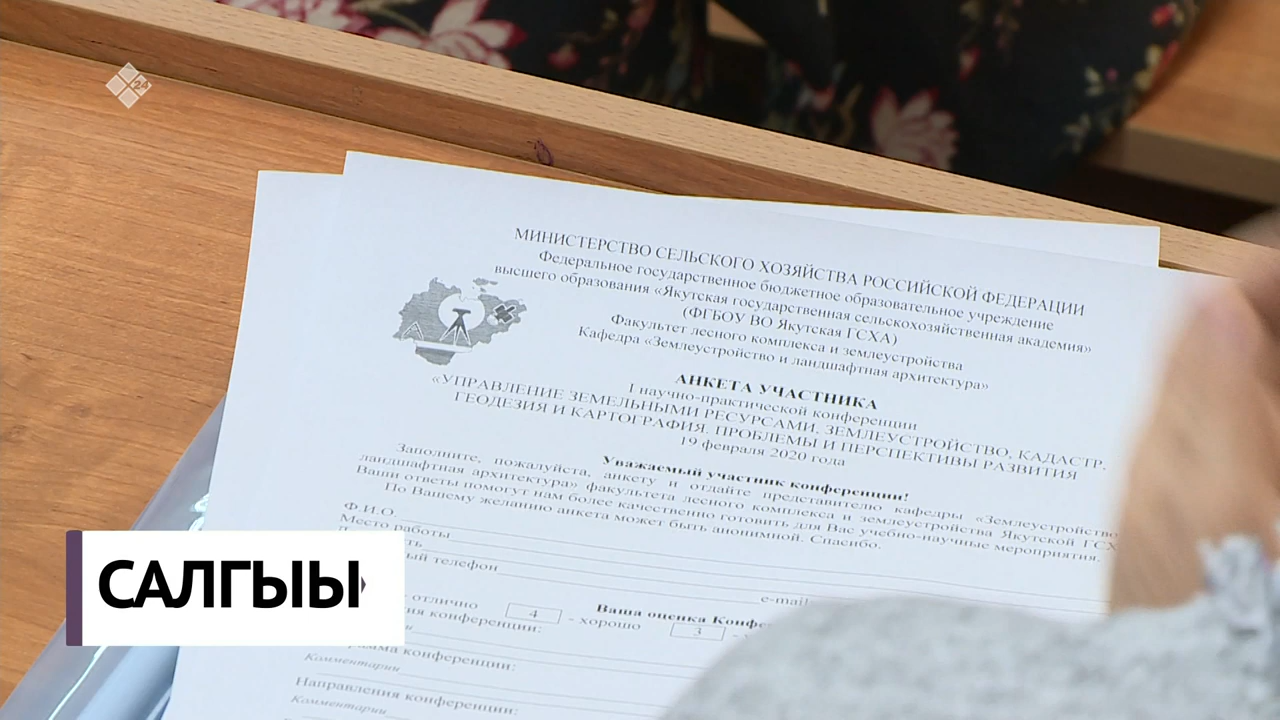 24
МИНИСТЕРСТВО СЕЛЬСКОГО ХОЗЯЙСТВА РОССИЙСКОЙ ФЕДЕРАЦИИ
Федеральное государственное бюджетное образовательное учреждение
высшего образования «Якутская государственная сельскохозяйственная академия»
(ФГБОУ ВО Якутская ГСХА)
Факультет лесного комплекса и землеустройства
Кафедра «Землеустройство и ландшафтная архитектура»
АНКЕТА УЧАСТНИКА
I научно-практической конференции
«УПРАВЛЕНИЕ ЗЕМЕЛЬНЫМИ РЕСУРСАМИ, ЗЕМЛЕУСТРОЙСТВО, КАДАСТР,
ГЕОДЕЗИЯ И КАРТОГРАФИЯ. ПРОБЛЕМЫ И ПЕРСПЕКТИВЫ РАЗВИТИЯ
19 февраля 2020 года
Уважаемый участник конференции!
Заполните, пожалуйста, анкету и отдайте представителю кафедры «Землеустройство
ландшафтная архитектура» факультета лесного комплекса и землеустройства Якутской ГСХ
Ваши ответы помогут нам более качественно готовить для Вас учебно-научные мероприятия.
По Вашему желанию анкета может быть анонимной. Спасибо.
Ф.И.О.
Место работы
телефон
e-mail
Ваша оценка
- отлично 4 - хорошо 3
конференции:
конференции:
Комментарии
Направления конференции:
Комментарии
САЛГЫЫ